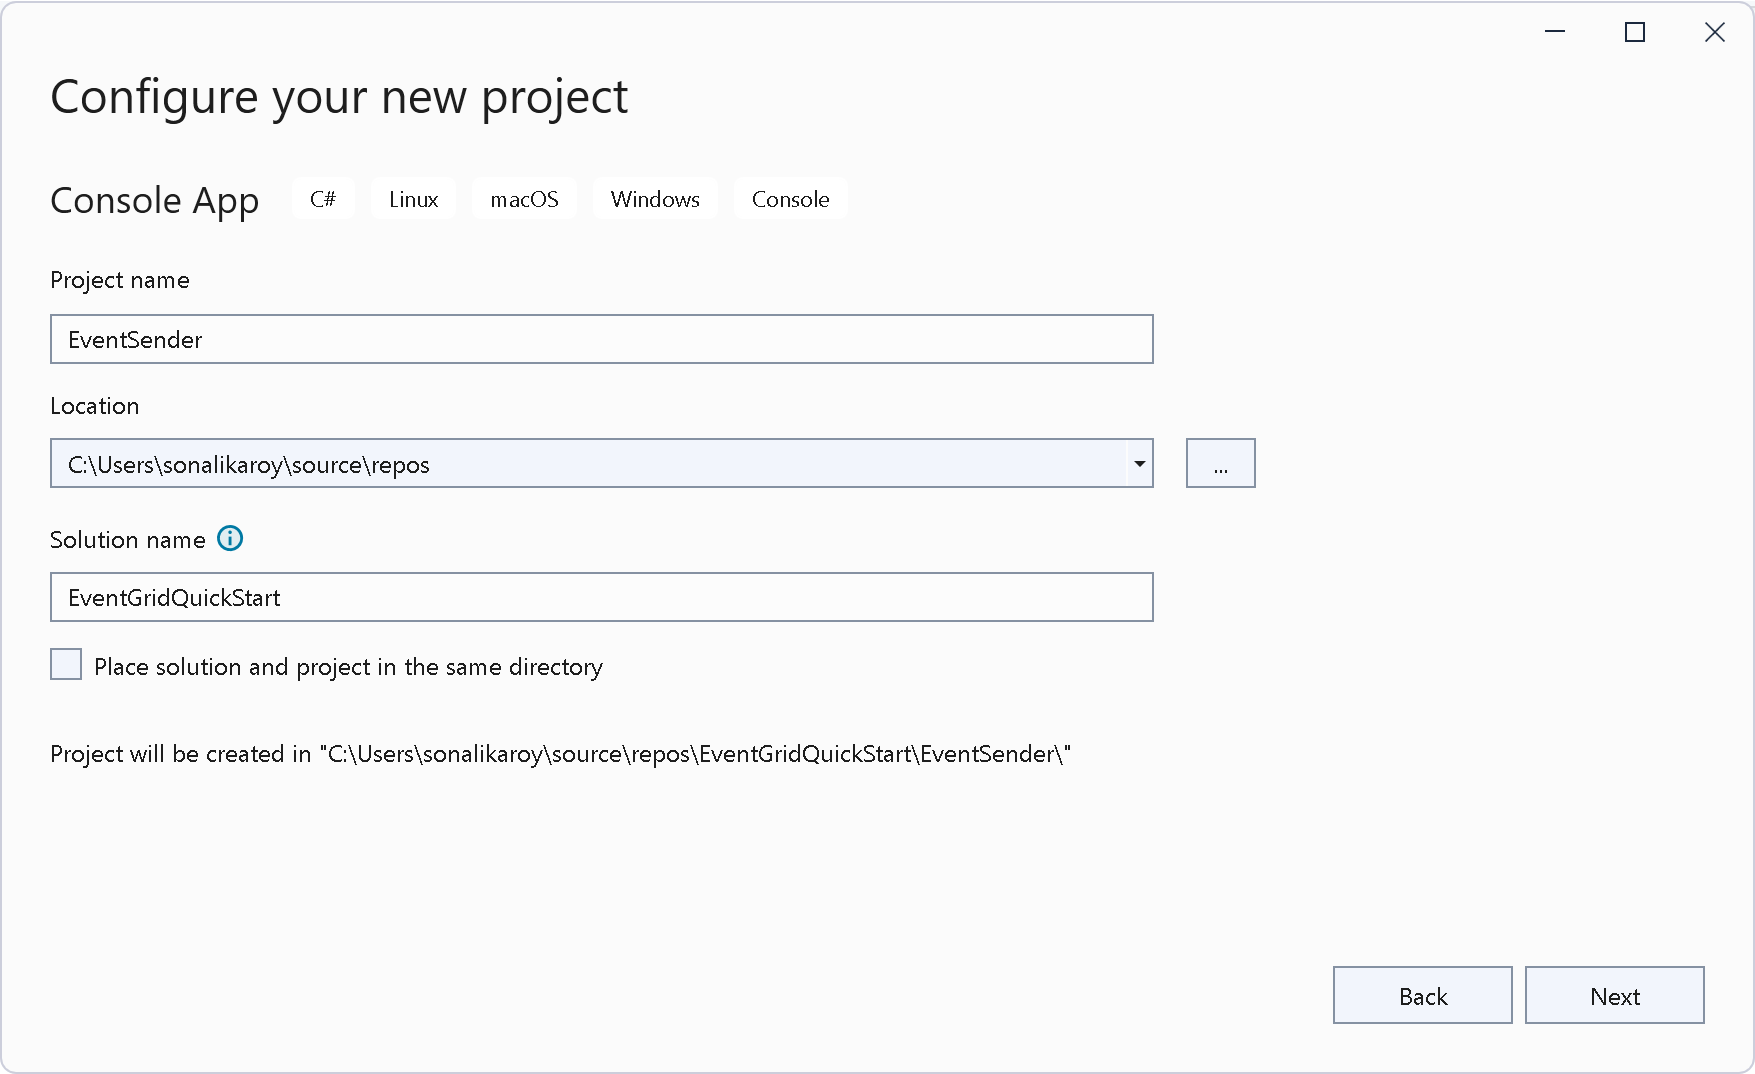 Configure your new project
Console App C# Linux macOS Windows Console
Project name
EventSender
Location
C:\Users\sonalikaroy\source\repos
...
Solution name
EventGridQuickStart
Place solution and project in the same directory
Project will be created in "C:\Users\sonalikaroy\source\repos\EventGridQuickStart\EventSender\"
Back Next